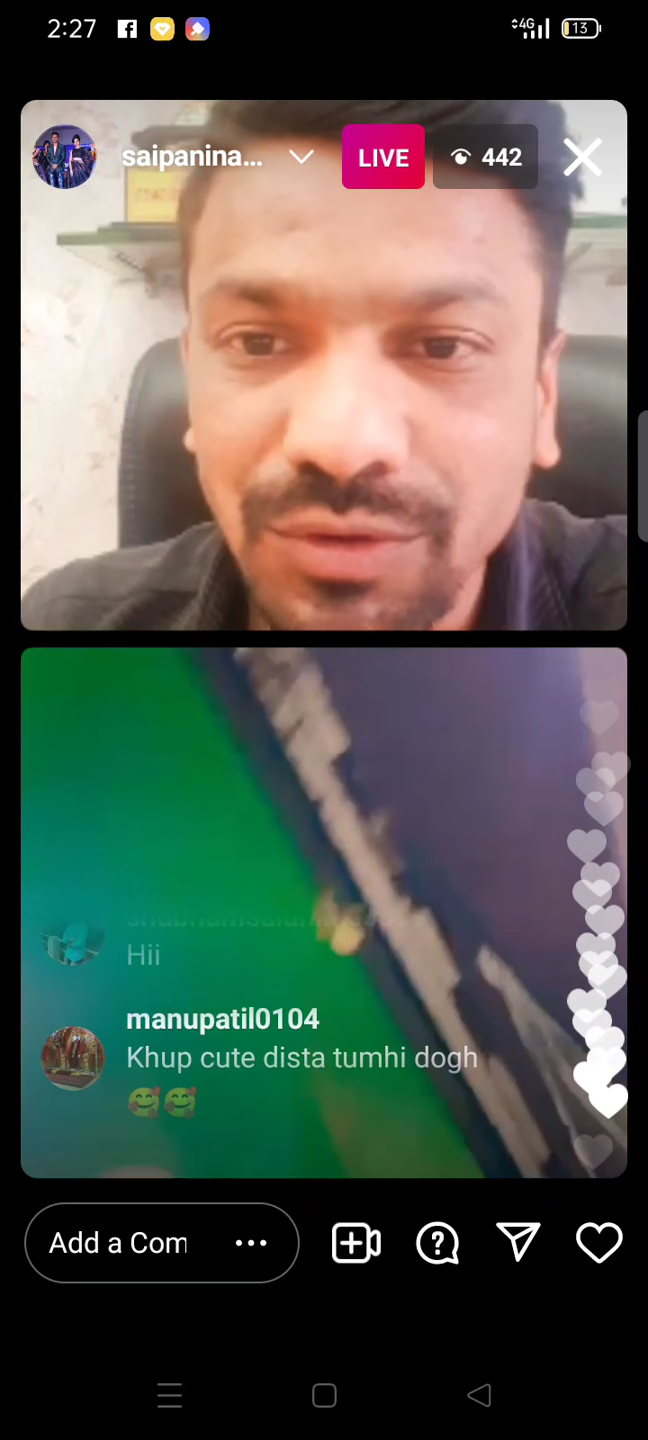 2:27
4G
13
saipanina...
LIVE
442
Hii
manupatil0104
Khup cute dista tumhi dogh
🥰🥰
Add a Com